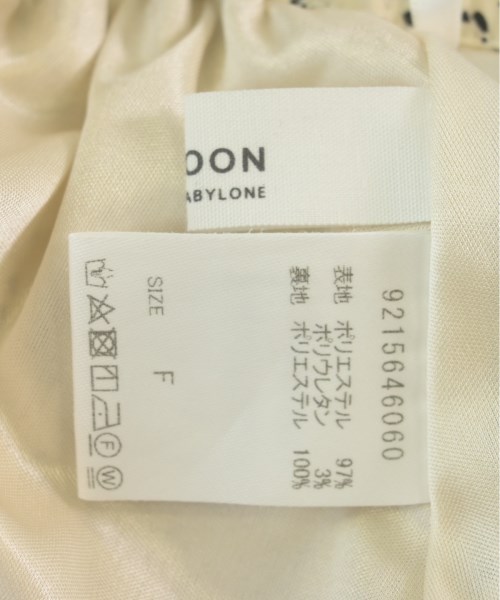 OON
ABYLONE
9215646060
表地 ポリエステル 97%
ポリウレタン 3%
裏地 ポリエステル 100%
SIZE F
F
W